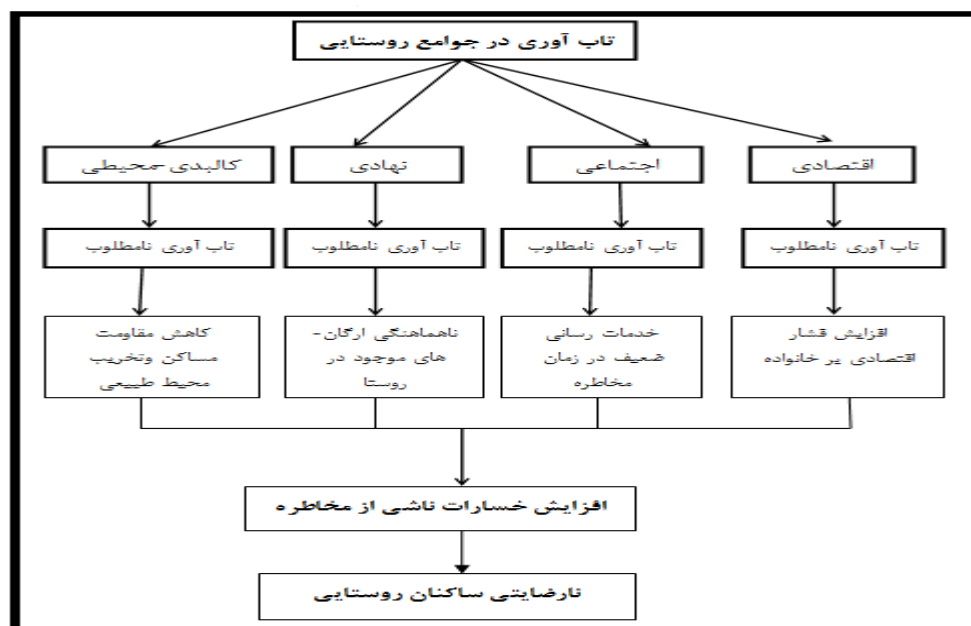 تاب آوری در جوامع روستایی
اقتصادی
اجتماعی
نهادی
کالبدی-محیطی
تاب آوری نامطلوب
تاب آوری نامطلوب
تاب آوری نامطلوب
تاب آوری نامطلوب
افزایش فشار
اقتصادی بر خانواده
خدمات رسانی
ضعیف در زمان
مخاطره
ناهماهنگی ارگان-
های موجود در
روستا
کاهش مقاومت
مساکن وتخریب
محیط طبیعی
افزایش خسارات ناشی از مخاطره
نارضایتی ساکنان روستایی